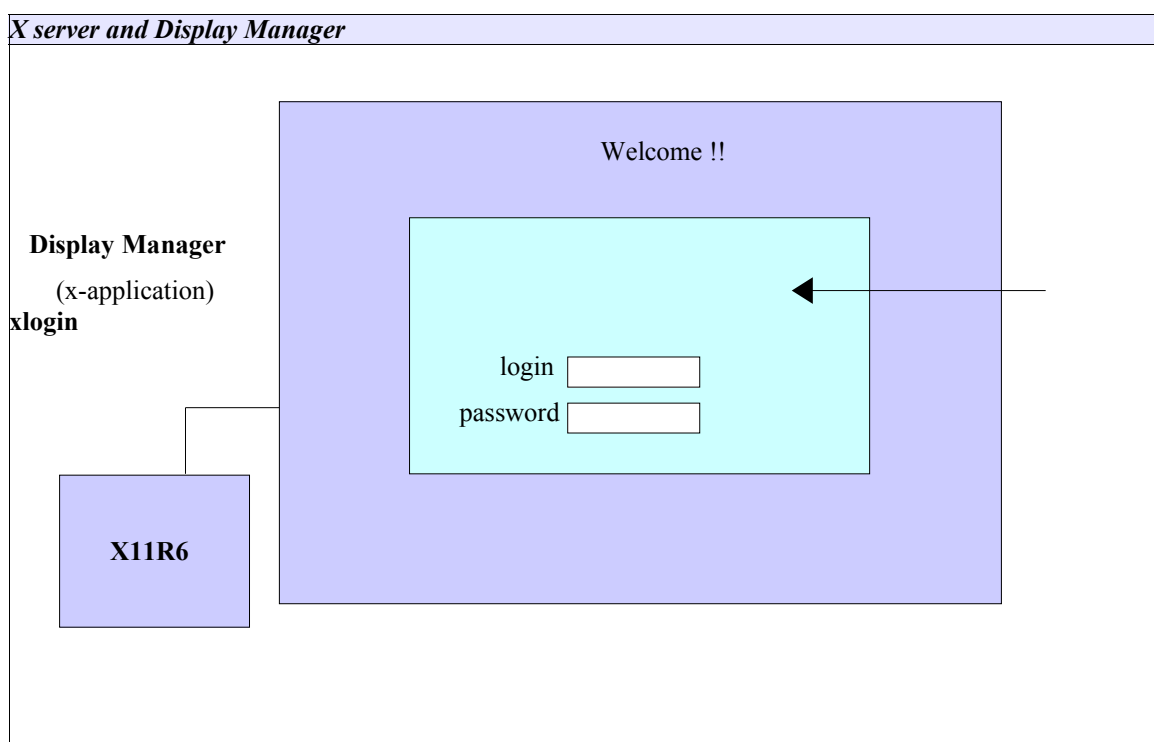 X server and Display Manager
Welcome !!
Display Manager
(x-application)
xlogin
login
password
X11R6